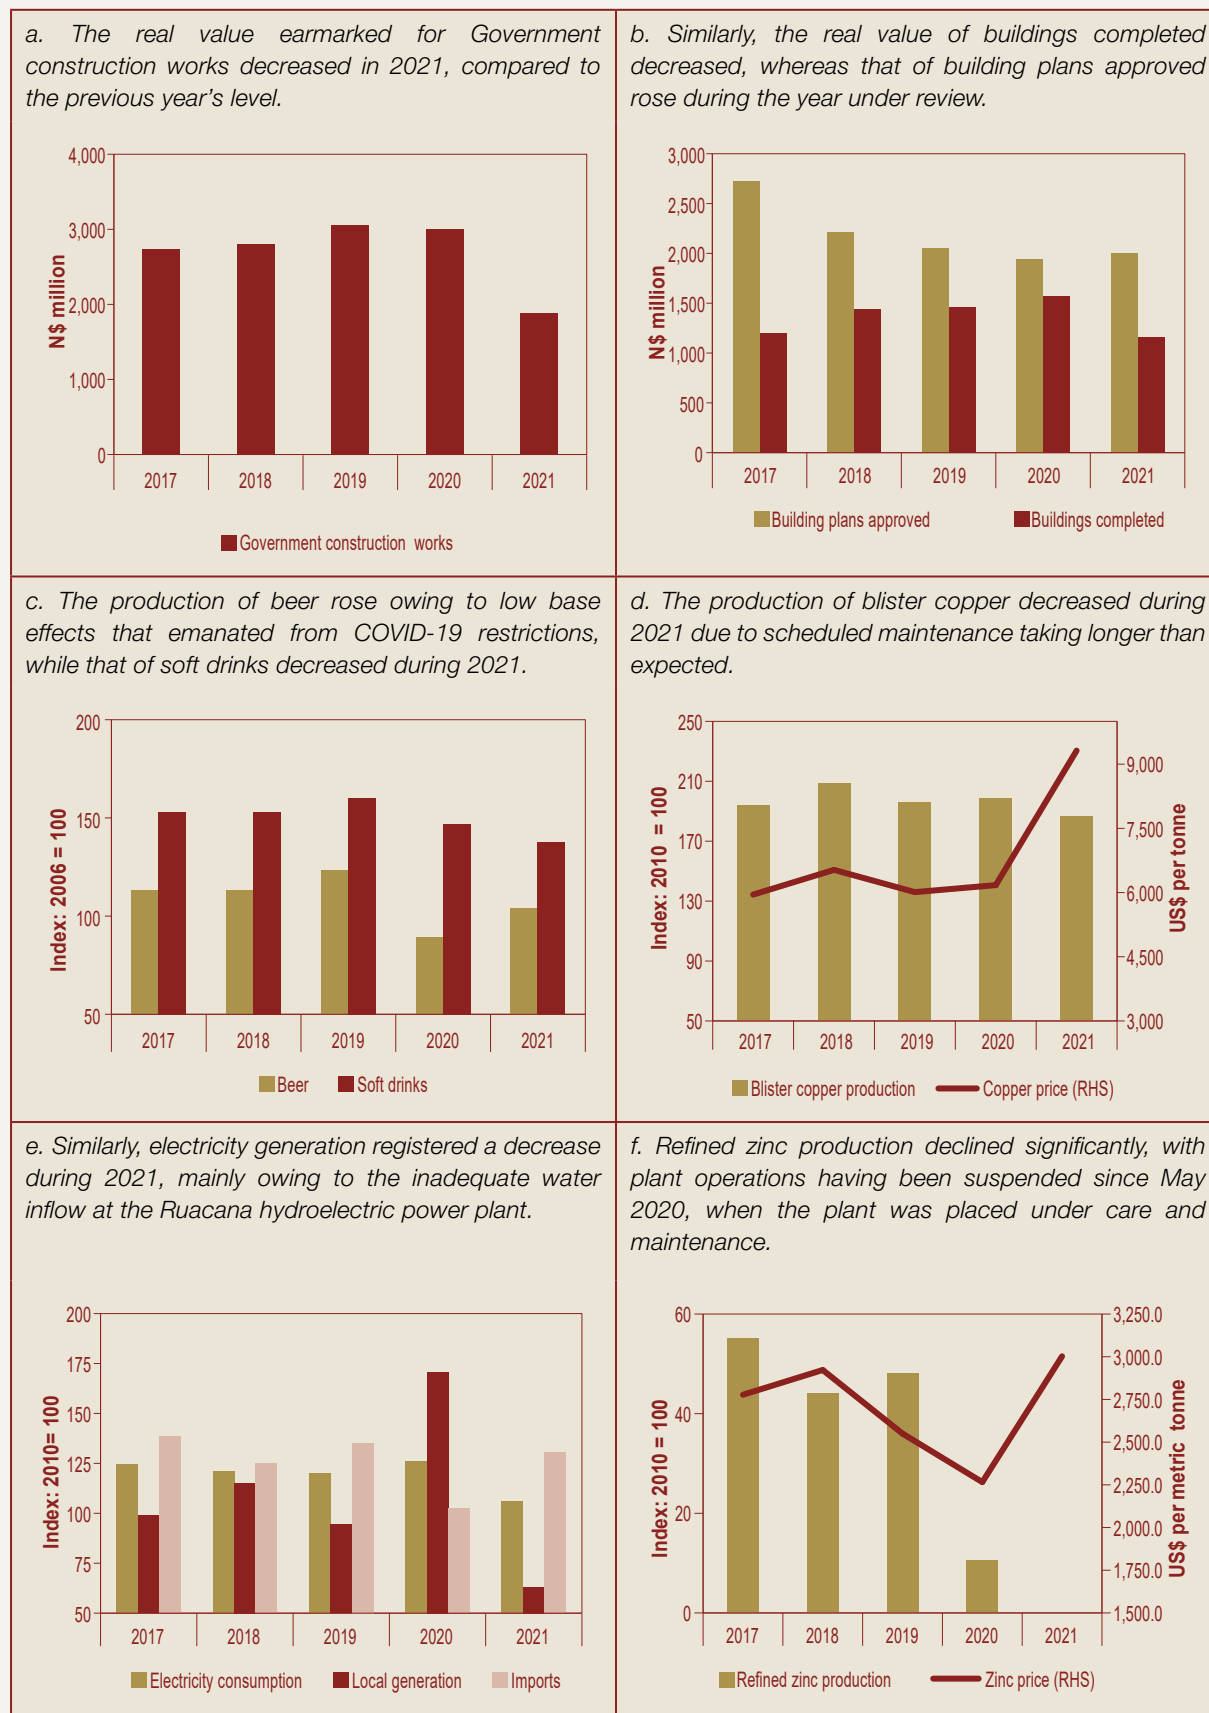 a. The real value earmarked for Government
construction works decreased in 2021, compared to
the previous year's level.
4,000
3,000
2,000
1,000
0
N$ million
2017 2018 2019 2020 2021
Government construction works
b. Similarly, the real value of buildings completed
decreased, whereas that of building plans approved
rose during the year under review.
3,000
2,500
2,000
1,500
1,000
500
0
N$ million
2017 2018 2019 2020 2021
Building plans approved Buildings completed
c. The production of beer rose owing to low base
effects that emanated from COVID-19 restrictions,
while that of soft drinks decreased during 2021.
200
150
100
50
Index: 2006 = 100
2017 2018 2019 2020 2021
Beer Soft drinks
d. The production of blister copper decreased during
2021 due to scheduled maintenance taking longer than
expected.
250
210
170
130
90
50
Index: 2010 = 100
9,000
7,500
6,000
4,500
3,000
US$ per tonne
2017 2018 2019 2020 2021
Blister copper production Copper price (RHS)
e. Similarly, electricity generation registered a decrease
during 2021, mainly owing to the inadequate water
inflow at the Ruacana hydroelectric power plant.
200
175
150
125
100
75
50
Index: 2010= 100
2017 2018 2019 2020 2021
Electricity consumption Local generation Imports
f. Refined zinc production declined significantly, with
plant operations having been suspended since May
2020, when the plant was placed under care and
maintenance.
60
40
20
0
Index: 2010 = 100
3,250.0
3,000.0
2,750.0
2,500.0
2,250.0
2,000.0
1,750.0
1,500.0
US$ per metric tonne
2017 2018 2019 2020 2021
Refined zinc production Zinc price (RHS)